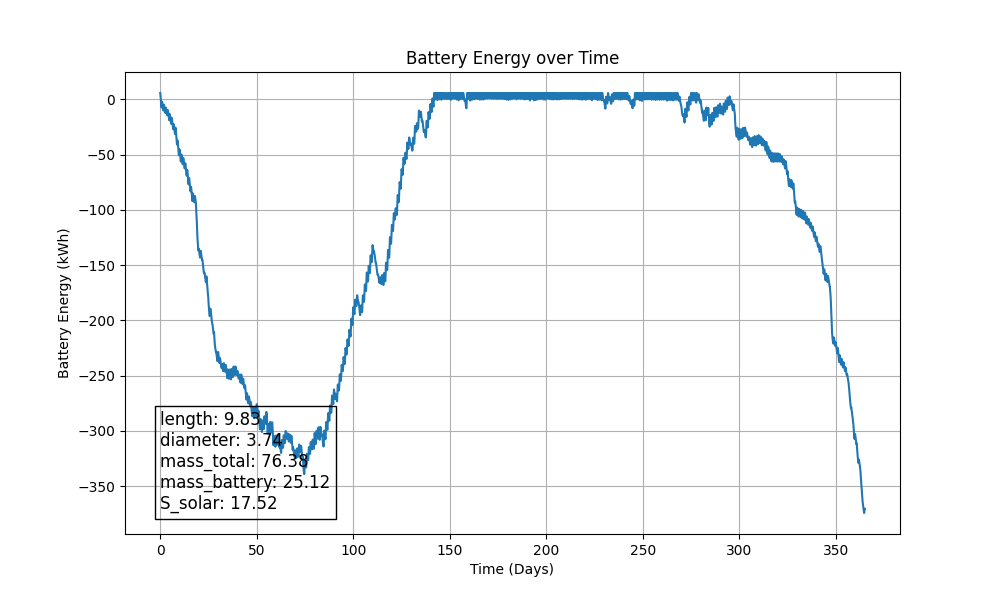 Battery Energy over Time
Battery Energy (kWh)
0
−50
−100
−150
−200
−250
−300
−350
length: 9.83
diameter: 3.74
mass_total: 76.38
mass_battery: 25.12
S_solar: 17.52
0 50 100 150 200 250 300 350
Time (Days)